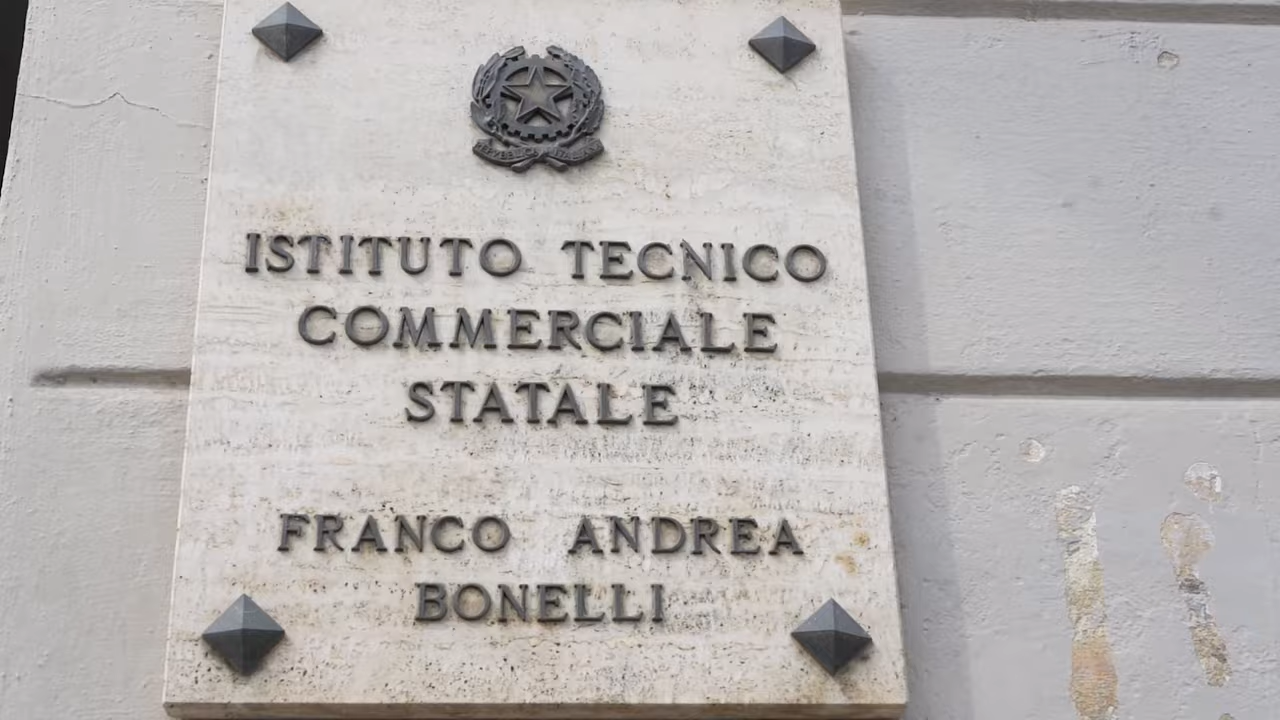 ISTITUTO TECNICO
COMMERCIALE
STATALE
FRANCO ANDREA
BONELLI